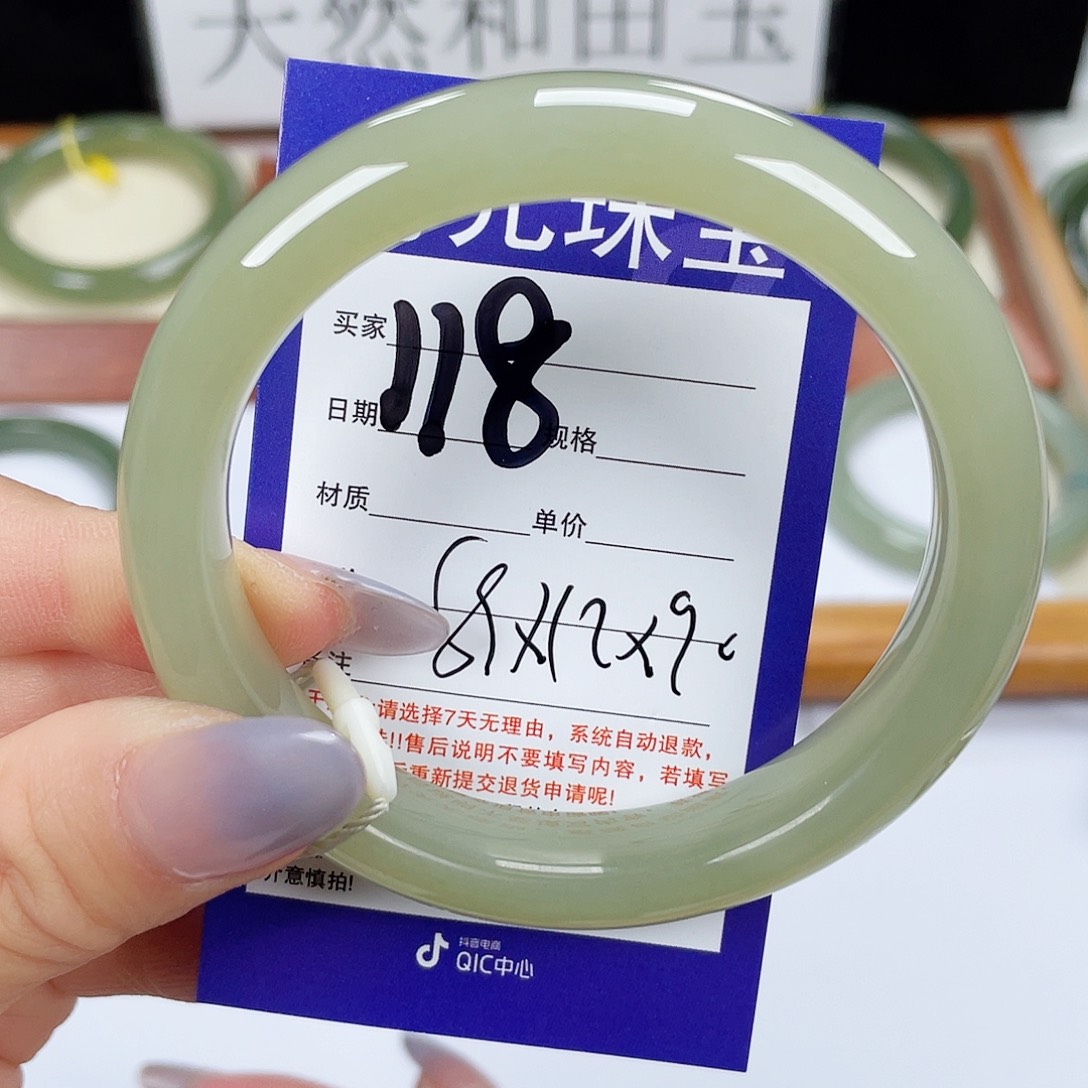 天然和田玉
元珠宝
买家 118
日期 规格
材质 单价
注
请选择7天无理由，系统自动退款，
!!售后说明不要填写内容，若填写
重新提交退货申请呢!
介意慎拍!
抖音电商
QIC中心